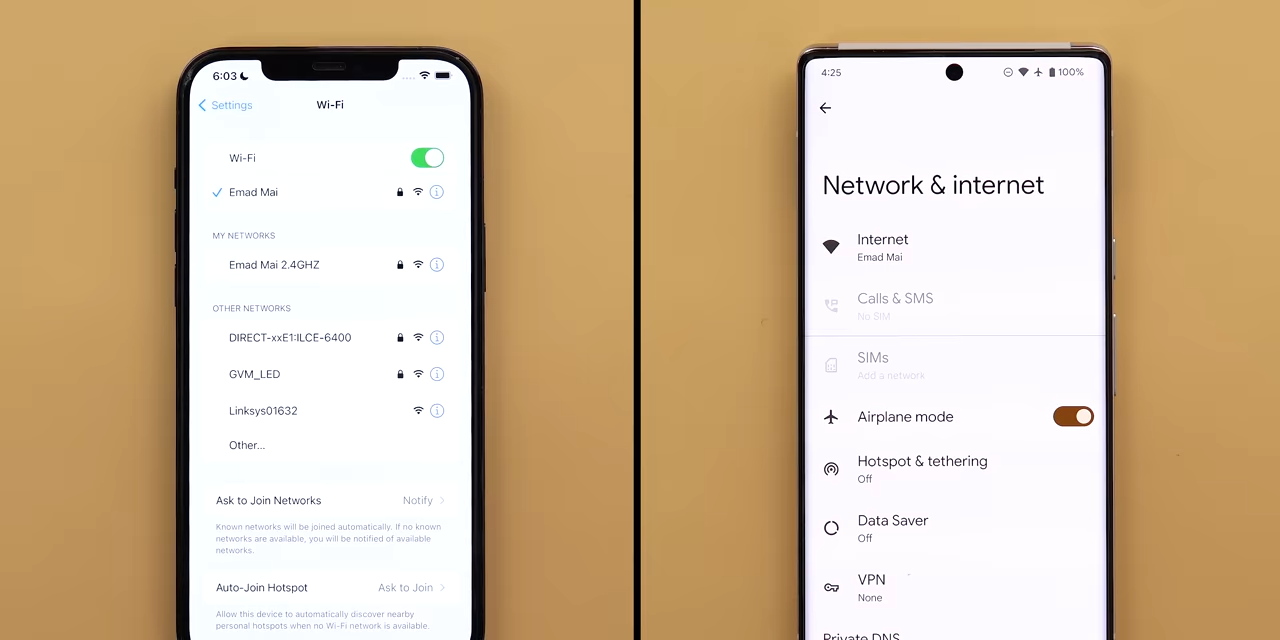 6:03
Settings
Wi-Fi
Wi-Fi
Emad Mai
MY NETWORKS
Emad Mai 2.4GHZ
OTHER NETWORKS
DIRECT-xxE1:ILCE-6400
GVM_LED
Linksys01632
Other...
Ask to Join Networks Notify
Known networks will be joined automatically. If no known
networks are available, you will be notified of available
networks.
Auto-Join Hotspot Ask to Join
Allow this device to automatically discover nearby
personal hotspots when no Wi-Fi network is available.
4:25 100%
Network & internet
Internet
Emad Mai
Calls & SMS
No SIM
SIMs
Add a network
Airplane mode
Hotspot & tethering
Off
Data Saver
Off
VPN
None
Private DNS